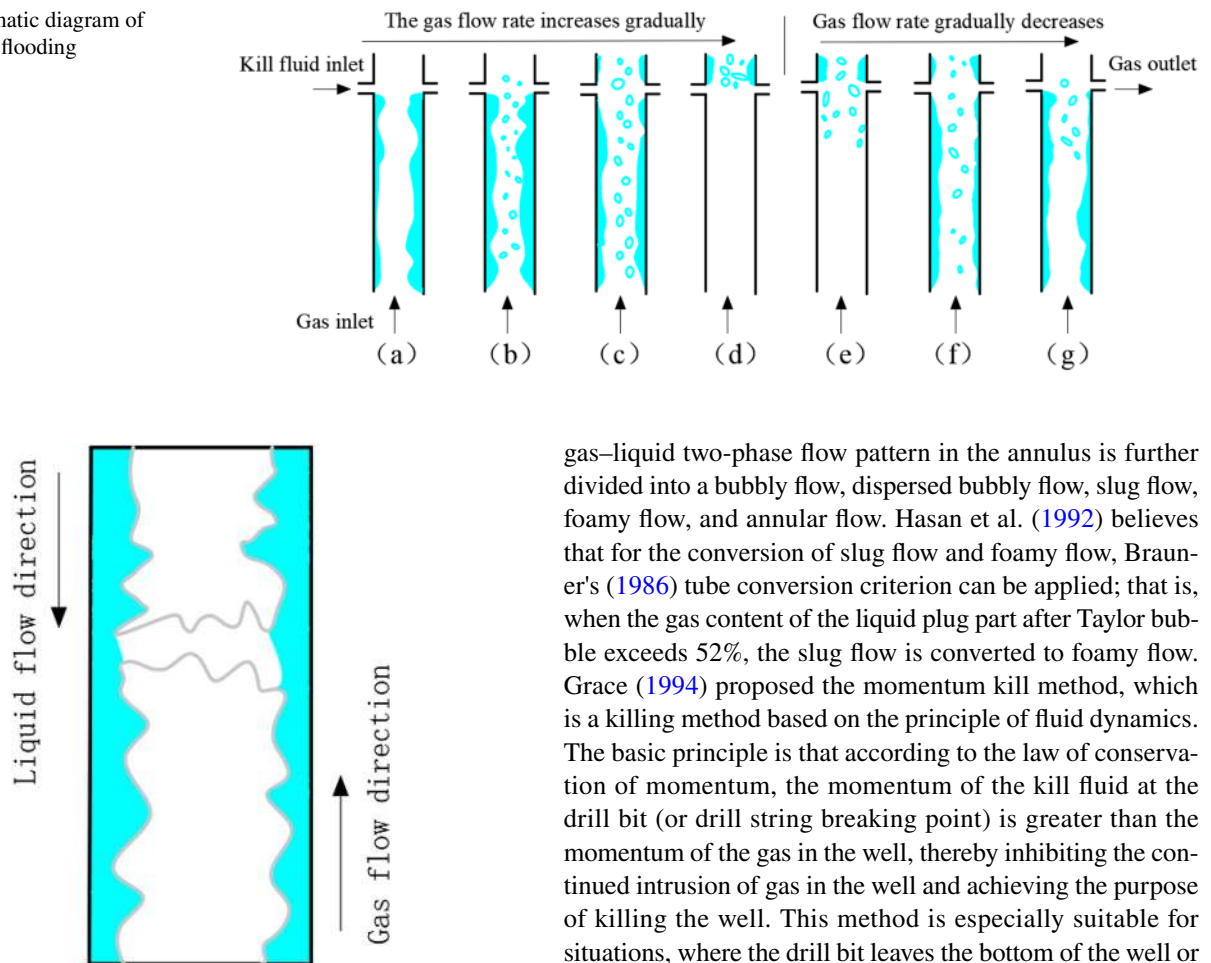 matic diagram of
flooding
The gas flow rate increases gradually
Gas flow rate gradually decreases
Kill fluid inlet
Gas outlet
Gas inlet
(a)
(b)
(c)
(d)
(e)
(f)
(g)
Liquid flow direction
Gas flow direction
gas–liquid two-phase flow pattern in the annulus is further
divided into a bubbly flow, dispersed bubbly flow, slug flow,
foamy flow, and annular flow. Hasan et al. (1992) believes
that for the conversion of slug flow and foamy flow, Braun-
er's (1986) tube conversion criterion can be applied; that is,
when the gas content of the liquid plug part after Taylor bub-
ble exceeds 52%, the slug flow is converted to foamy flow.
Grace (1994) proposed the momentum kill method, which
is a killing method based on the principle of fluid dynamics.
The basic principle is that according to the law of conserva-
tion of momentum, the momentum of the kill fluid at the
drill bit (or drill string breaking point) is greater than the
momentum of the gas in the well, thereby inhibiting the con-
tinued intrusion of gas in the well and achieving the purpose
of killing the well. This method is especially suitable for
situations, where the drill bit leaves the bottom of the well or